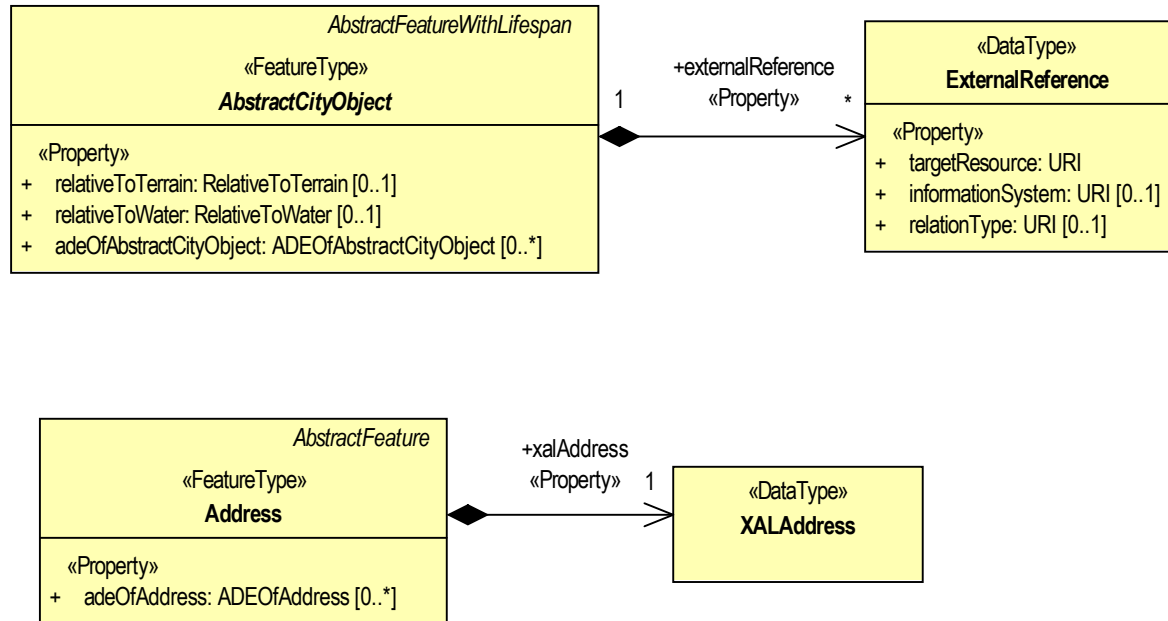 AbstractFeatureWithLifespan
«FeatureType»
AbstractCityObject
«Property»
+ relativeToTerrain: RelativeToTerrain [0..1]
+ relativeToWater: RelativeToWater [0..1]
+ adeOfAbstractCityObject: ADEOfAbstractCityObject [0..*]
+externalReference
1 «Property» *
«DataType»
ExternalReference
«Property»
+ targetResource: URI
+ informationSystem: URI [0..1]
+ relationType: URI [0..1]
AbstractFeature
«FeatureType»
Address
«Property»
+ adeOfAddress: ADEOfAddress [0..*]
+xalAddress
«Property» 1
«DataType»
XALAddress